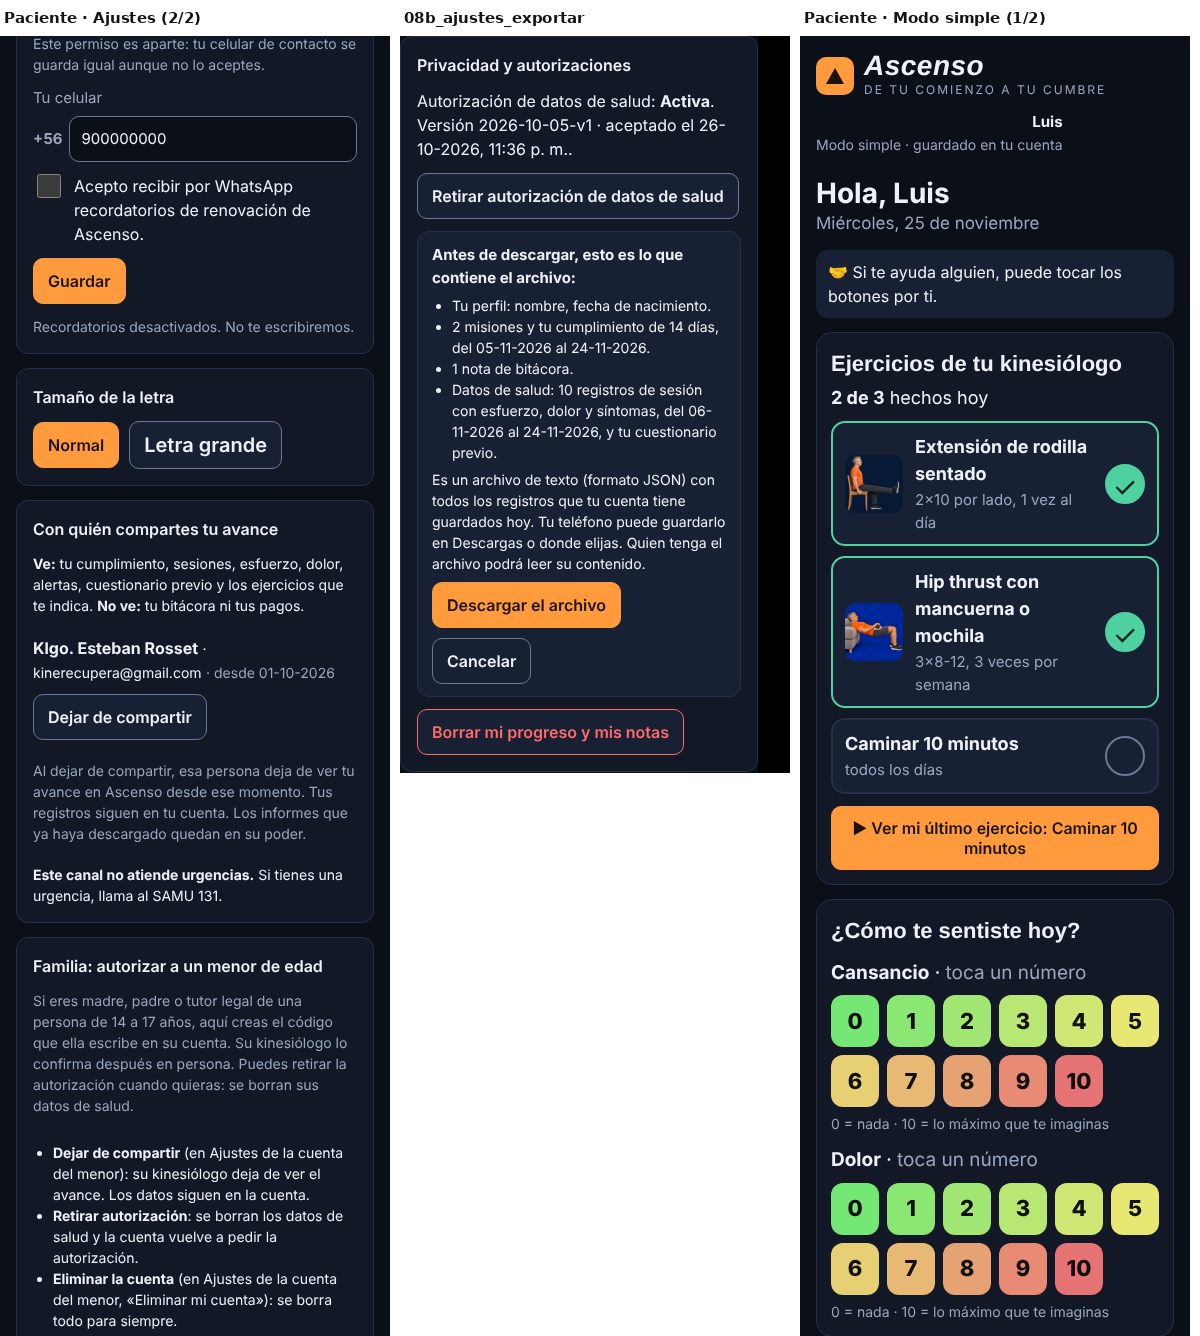 Paciente · Ajustes (2/2)
Este permiso es aparte: tu celular de contacto se
guarda igual aunque no lo aceptes.
Tu celular
+56 900000000
Acepto recibir por WhatsApp
recordatorios de renovación de
Ascenso.
Guardar
Recordatorios desactivados. No te escribiremos.
Tamaño de la letra
Normal
Letra grande
Con quién compartes tu avance
Ve: tu cumplimiento, sesiones, esfuerzo, dolor,
alertas, cuestionario previo y los ejercicios que
te indica. No ve: tu bitácora ni tus pagos.
Klgo. Esteban Rosset ·
kinerecupera@gmail.com · desde 01-10-2026
Dejar de compartir
Al dejar de compartir, esa persona deja de ver tu
avance en Ascenso desde ese momento. Tus
registros siguen en tu cuenta. Los informes que
ya haya descargado quedan en su poder.
Este canal no atiende urgencias. Si tienes una
urgencia, llama al SAMU 131.
Familia: autorizar a un menor de edad
Si eres madre, padre o tutor legal de una
persona de 14 a 17 años, aquí creas el código
que ella escribe en su cuenta. Su kinesiólogo lo
confirma después en persona. Puedes retirar la
autorización cuando quieras: se borran sus
datos de salud.
• Dejar de compartir (en Ajustes de la cuenta
del menor): su kinesiólogo deja de ver el
avance. Los datos siguen en la cuenta.
• Retirar autorización: se borran los datos de
salud y la cuenta vuelve a pedir la
autorización.
• Eliminar la cuenta (en Ajustes de la cuenta
del menor, «Eliminar mi cuenta»): se borra
todo para siempre.
08b_ajustes_exportar
Privacidad y autorizaciones
Autorización de datos de salud: Activa.
Versión 2026-10-05-v1 · aceptado el 26-
10-2026, 11:36 p. m..
Retirar autorización de datos de salud
Antes de descargar, esto es lo que
contiene el archivo:
• Tu perfil: nombre, fecha de nacimiento.
• 2 misiones y tu cumplimiento de 14 días,
del 05-11-2026 al 24-11-2026.
• 1 nota de bitácora.
• Datos de salud: 10 registros de sesión
con esfuerzo, dolor y síntomas, del 06-
11-2026 al 24-11-2026, y tu cuestionario
previo.
Es un archivo de texto (formato JSON) con
todos los registros que tu cuenta tiene
guardados hoy. Tu teléfono puede guardarlo
en Descargas o donde elijas. Quien tenga el
archivo podrá leer su contenido.
Descargar el archivo
Cancelar
Borrar mi progreso y mis notas
Paciente · Modo simple (1/2)
Ascenso
DE TU COMIENZO A TU CUMBRE
Luis
Modo simple · guardado en tu cuenta
Hola, Luis
Miércoles, 25 de noviembre
🤝 Si te ayuda alguien, puede tocar los
botones por ti.
Ejercicios de tu kinesiólogo
2 de 3 hechos hoy
Extensión de rodilla
sentado
2×10 por lado, 1 vez al
día
Hip thrust con
mancuerna o
mochila
3×8-12, 3 veces por
semana
Caminar 10 minutos
todos los días
▶ Ver mi último ejercicio: Caminar 10
minutos
¿Cómo te sentiste hoy?
Cansancio · toca un número
0 1 2 3 4 5
6 7 8 9 10
0 = nada · 10 = lo máximo que te imaginas
Dolor · toca un número
0 1 2 3 4 5
6 7 8 9 10
0 = nada · 10 = lo máximo que te imaginas